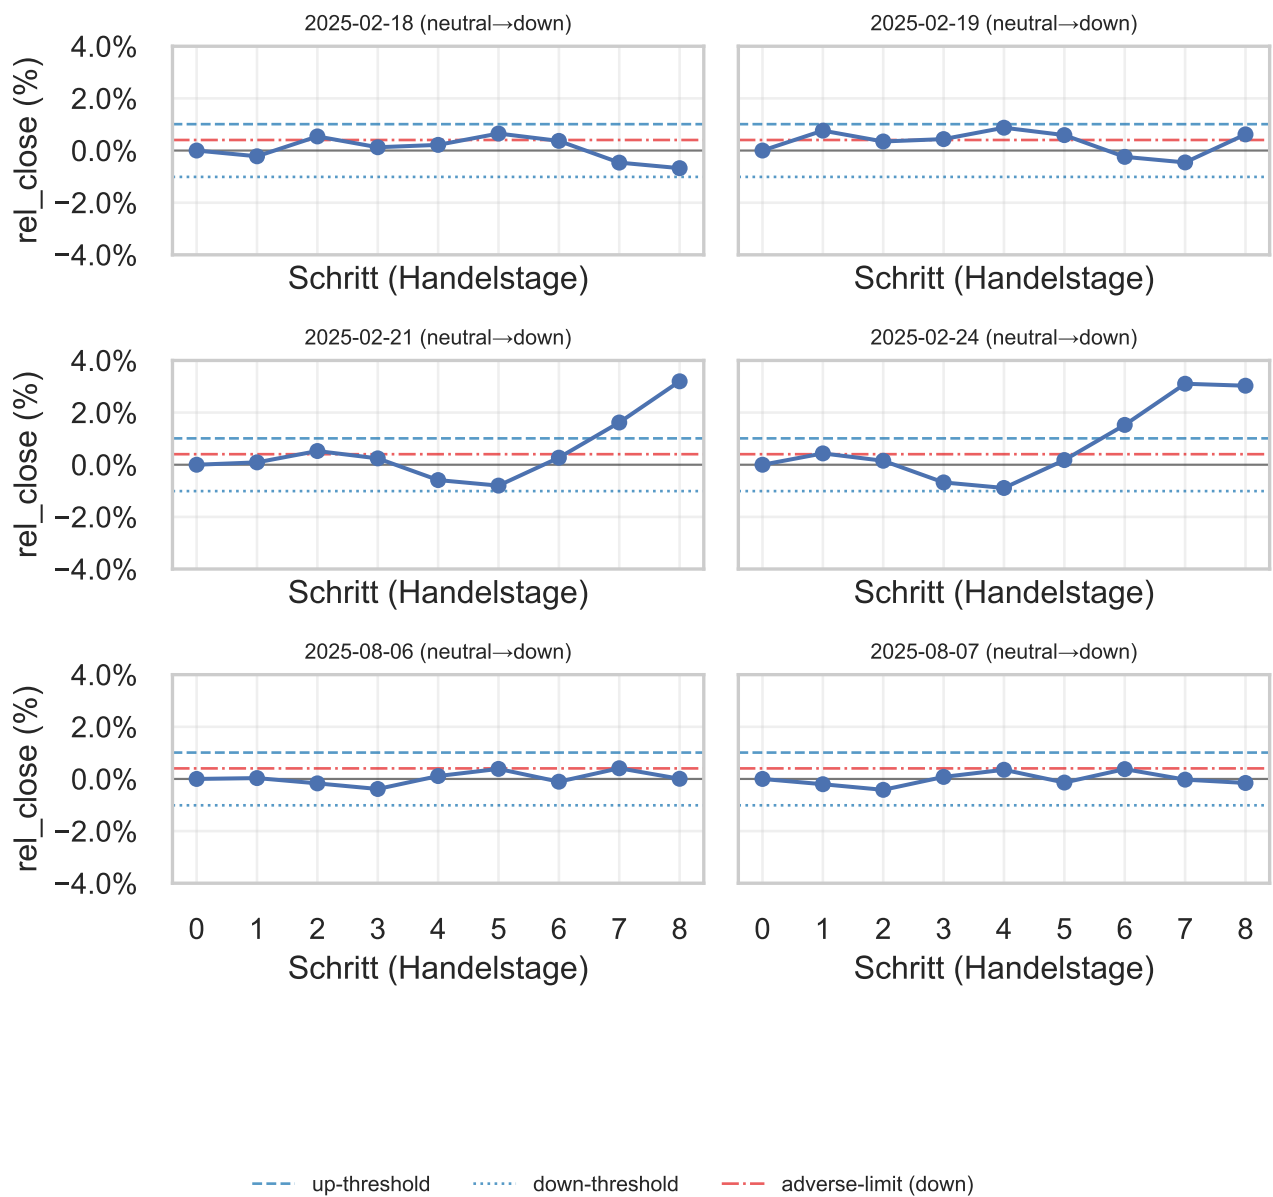 2025-02-18 (neutral→down)
2025-02-19 (neutral→down)
4.0%
2.0%
0.0%
−2.0%
−4.0%
rel_close (%)
Schritt (Handelstage)
Schritt (Handelstage)
2025-02-21 (neutral→down)
2025-02-24 (neutral→down)
4.0%
2.0%
0.0%
−2.0%
−4.0%
rel_close (%)
Schritt (Handelstage)
Schritt (Handelstage)
2025-08-06 (neutral→down)
2025-08-07 (neutral→down)
4.0%
2.0%
0.0%
−2.0%
−4.0%
rel_close (%)
0 1 2 3 4 5 6 7 8
0 1 2 3 4 5 6 7 8
Schritt (Handelstage)
Schritt (Handelstage)
up-threshold down-threshold adverse-limit (down)